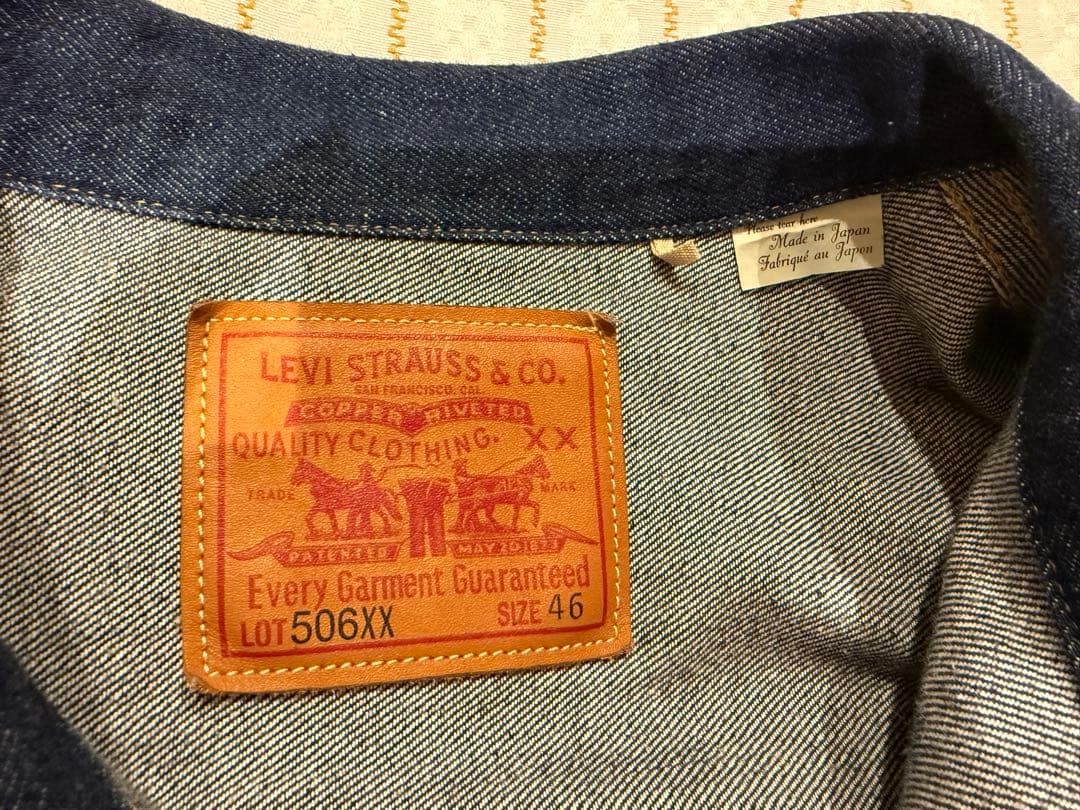 Please tear here
Made in Japan
Fabriqué au Japon
LEVI STRAUSS & CO.
SAN FRANCISCO. CAL
COPPER RIVETED
QUALITY CLOTHING. XX
TRADE MARK
PATENTED MAY 20 1873
Every Garment Guaranteed
LOT 506XX SIZE 46